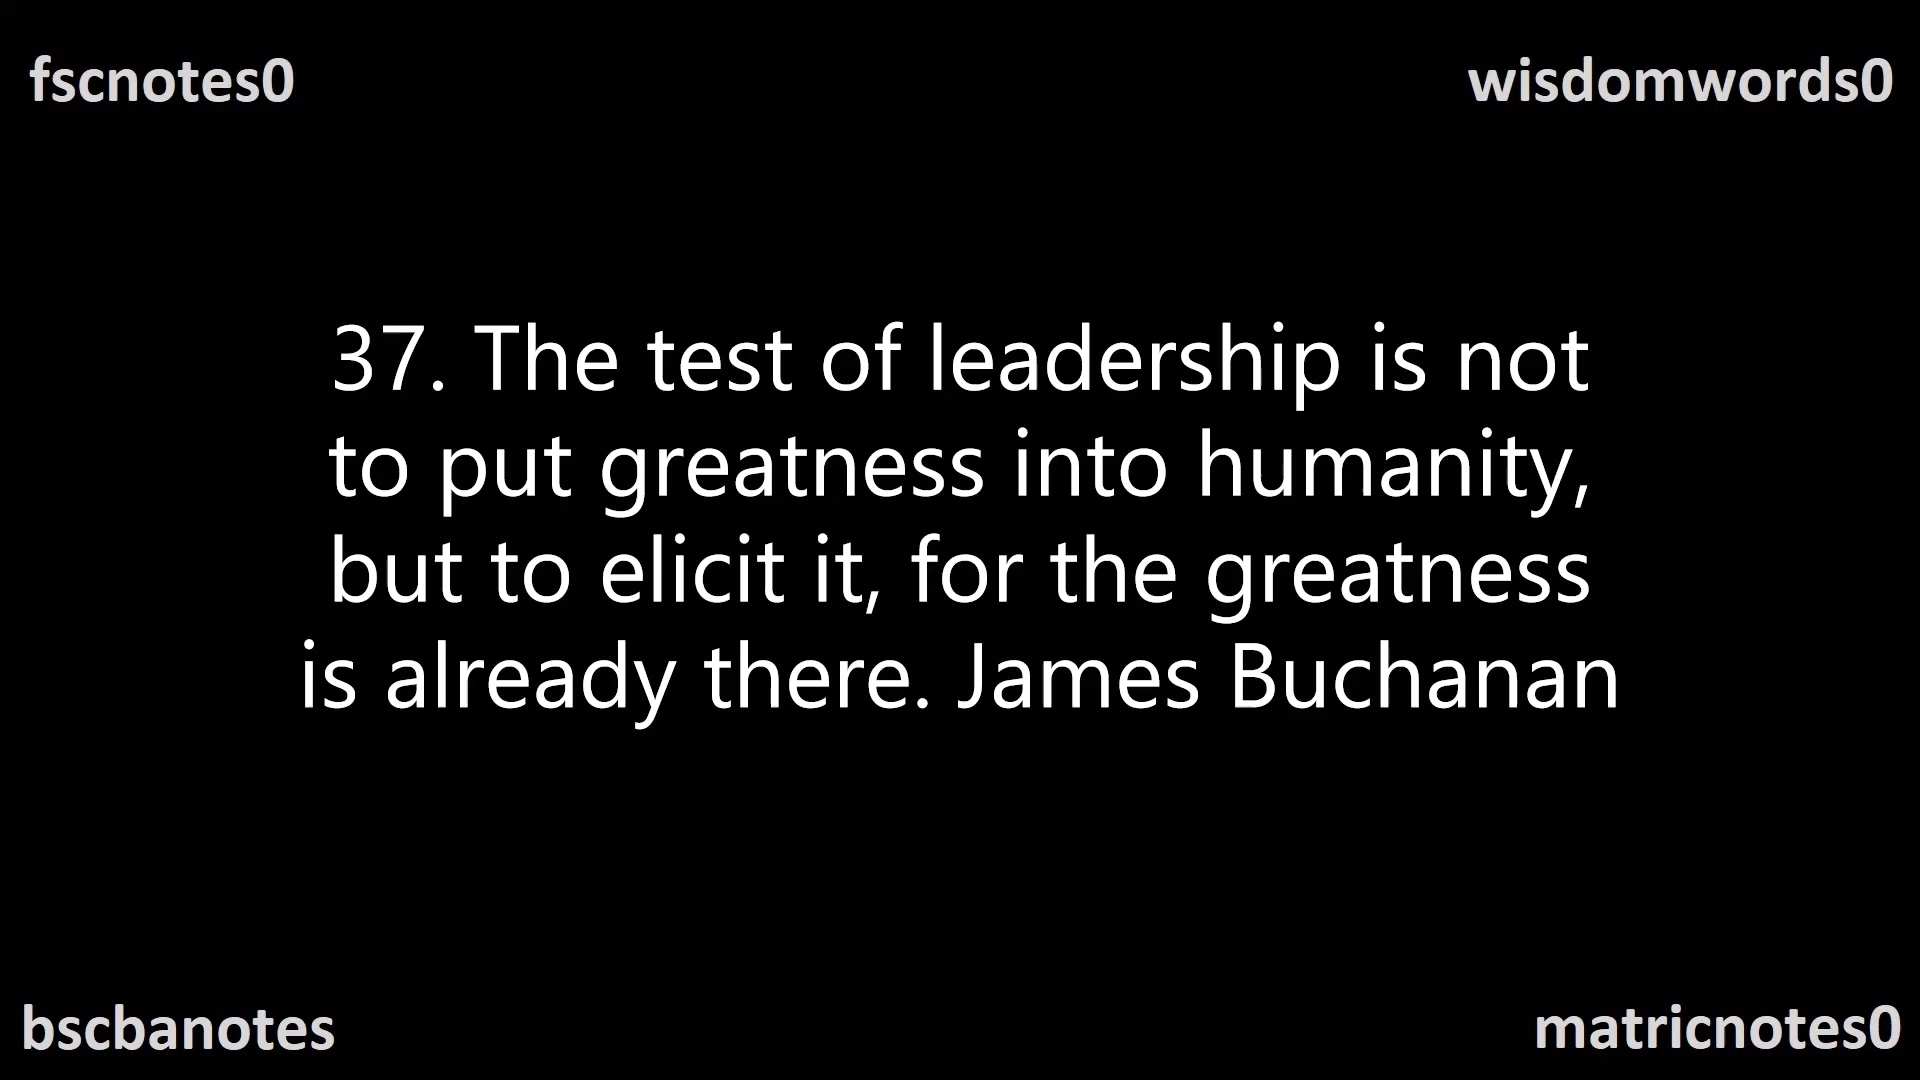 fscnotes0
wisdomwords0
37. The test of leadership is not
to put greatness into humanity,
but to elicit it, for the greatness
is already there. James Buchanan
bscbanotes
matricnotes0